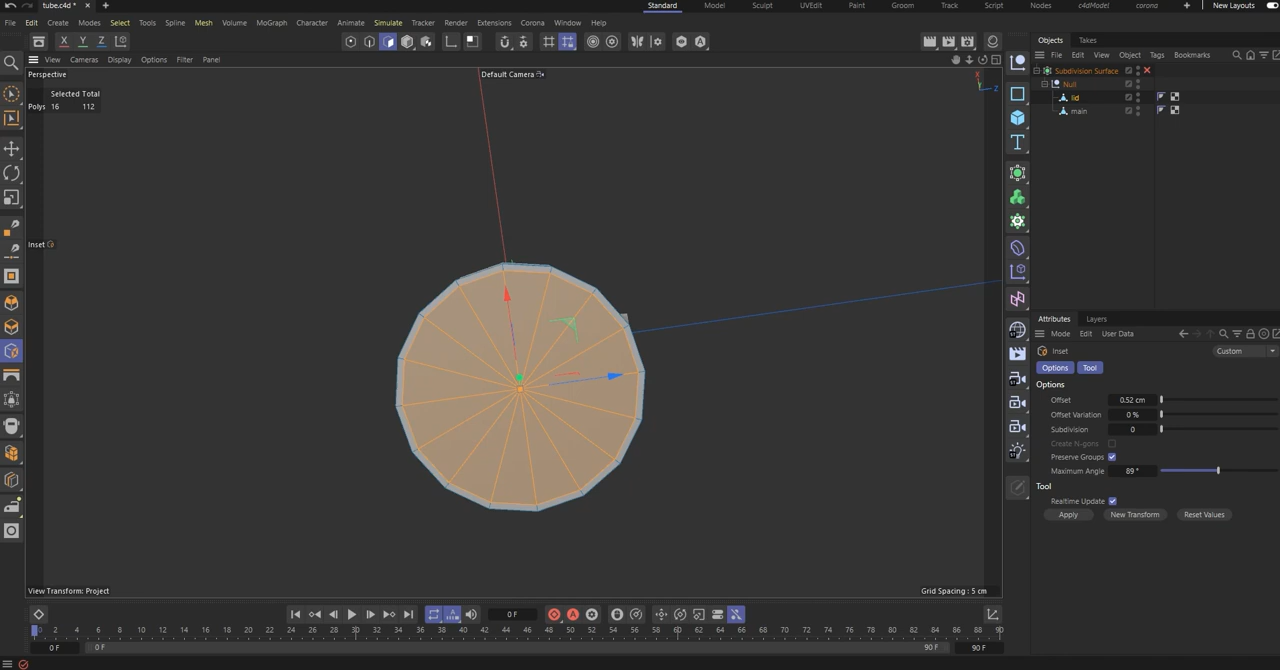 tube.c4d *
Standard Model Sculpt UVEdit Paint Groom Track Script Nodes c4dModel corona New Layouts
File Edit Create Modes Select Tools Spline Mesh Volume MoGraph Character Animate Simulate Tracker Render Extensions Corona Window Help
X Y Z
Objects Takes
View Cameras Display Options Filter Panel
File Edit View Object Tags Bookmarks
Perspective
Default Camera
Selected Total
Polys 16 112
Subdivision Surface
Null
lid
main
X
Z
Inset
Attributes Layers
Mode Edit User Data
Inset
Custom
Options Tool
Options
Offset 0.52 cm
Offset Variation 0 %
Subdivision 0
Create N-gons
Preserve Groups
Maximum Angle 89 °
Tool
Realtime Update
Apply New Transform Reset Values
View Transform: Project
Grid Spacing : 5 cm
0 F
0 2 4 6 8 10 12 14 16 18 20 22 24 26 28 30 32 34 36 38 40 42 44 46 48 50 52 54 56 58 60 62 64 66 68 70 72 74 76 78 80 82 84 86 88 90
0 F 0 F 90 F 90 F